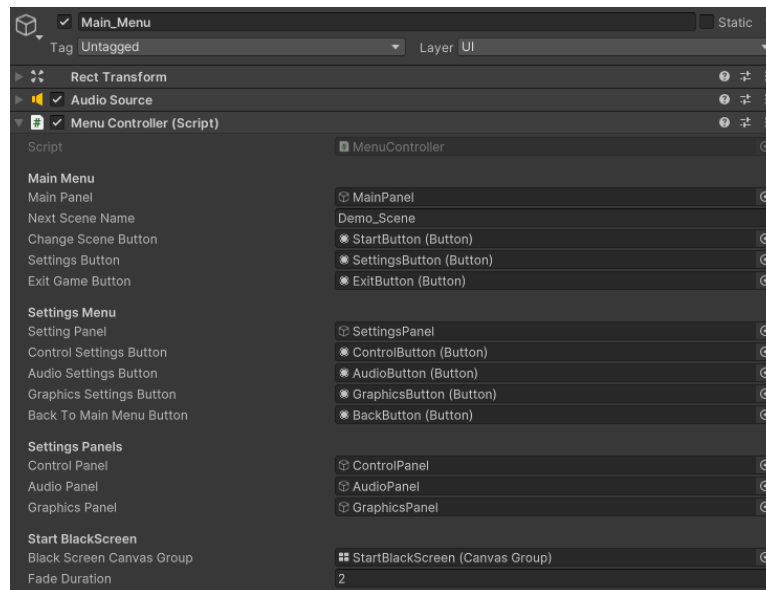 Main_Menu Static
Tag Untagged Layer UI
Rect Transform
Audio Source
# Menu Controller (Script)
Script # MenuController
Main Menu
Main Panel MainPanel
Next Scene Name Demo_Scene
Change Scene Button StartButton (Button)
Settings Button SettingsButton (Button)
Exit Game Button ExitButton (Button)
Settings Menu
Setting Panel SettingsPanel
Control Settings Button ControlButton (Button)
Audio Settings Button AudioButton (Button)
Graphics Settings Button GraphicsButton (Button)
Back To Main Menu Button BackButton (Button)
Settings Panels
Control Panel ControlPanel
Audio Panel AudioPanel
Graphics Panel GraphicsPanel
Start BlackScreen
Black Screen Canvas Group StartBlackScreen (Canvas Group)
Fade Duration 2